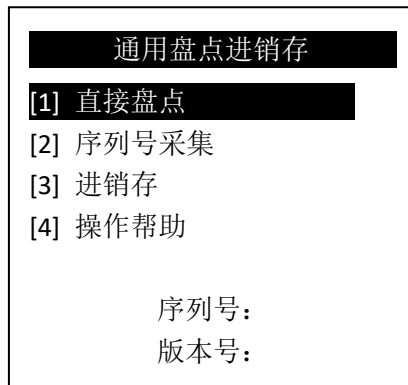 通用盘点进销存
[1] 直接盘点
[2] 序列号采集
[3] 进销存
[4] 操作帮助
序列号：
版本号：